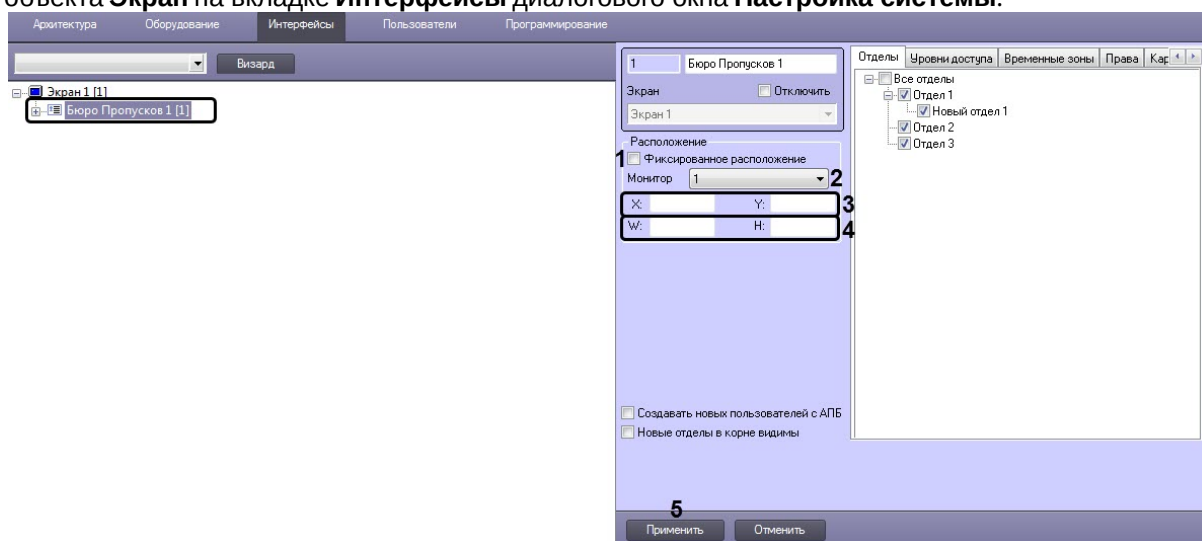 объекта Экран на вкладке Интерфейсы диалогового окна Настройка системы.
Архитектура Оборудование Интерфейсы Пользователи Программирование
Визард
Экран 1 [1]
Бюро Пропусков 1 [1]
1 Бюро Пропусков 1
Экран Отключить
Экран 1
Расположение
1 Фиксированное расположение
Монитор 1 2
X: Y: 3
W: H: 4
Создавать новых пользователей с АПБ
Новые отделы в корне видимы
Отделы Уровни доступа Временные зоны Права Кар
Все отделы
Отдел 1
Новый отдел 1
Отдел 2
Отдел 3
5
Применить Отменить